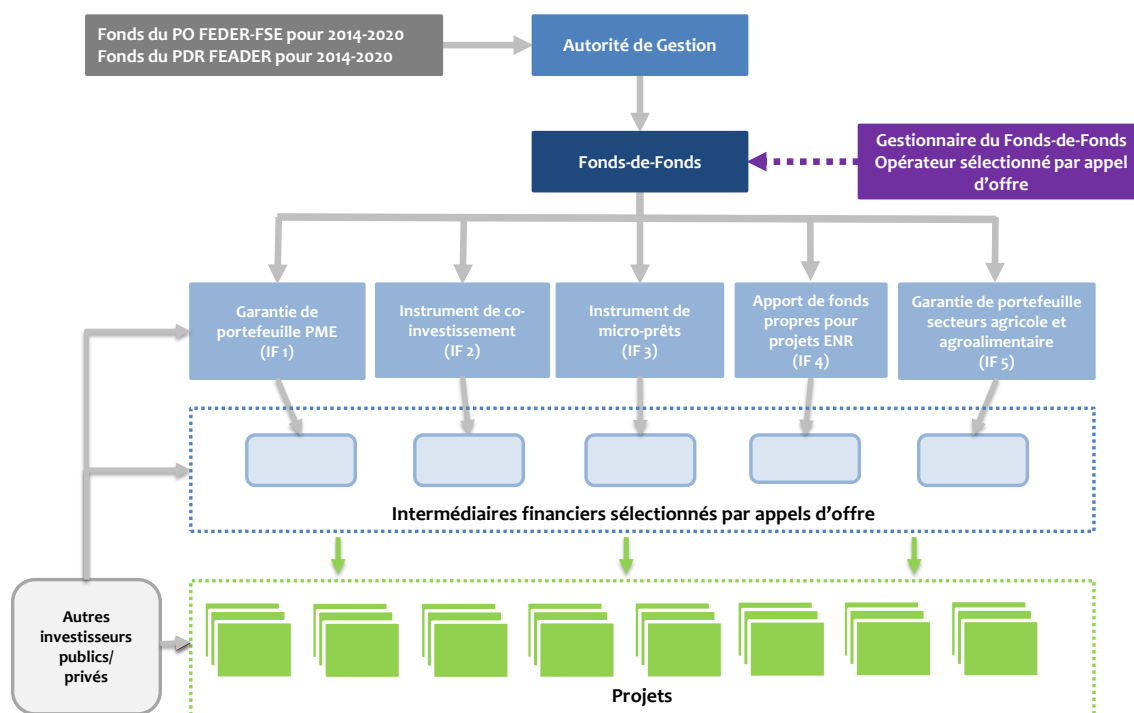 Fonds du PO FEDER-FSE pour 2014-2020
Fonds du PDR FEADER pour 2014-2020
Autorité de Gestion
Fonds-de-Fonds
Gestionnaire du Fonds-de-Fonds
Opérateur sélectionné par appel
d’offre
Garantie de
portefeuille PME
(IF 1)
Instrument de co-
investissement
(IF 2)
Instrument de
micro-prêts
(IF 3)
Apport de fonds
propres pour
projets ENR
(IF 4)
Garantie de portefeuille
secteurs agricole et
agroalimentaire
(IF 5)
Intermédiaires financiers sélectionnés par appels d’offre
Autres
investisseurs
publics/
privés
Projets